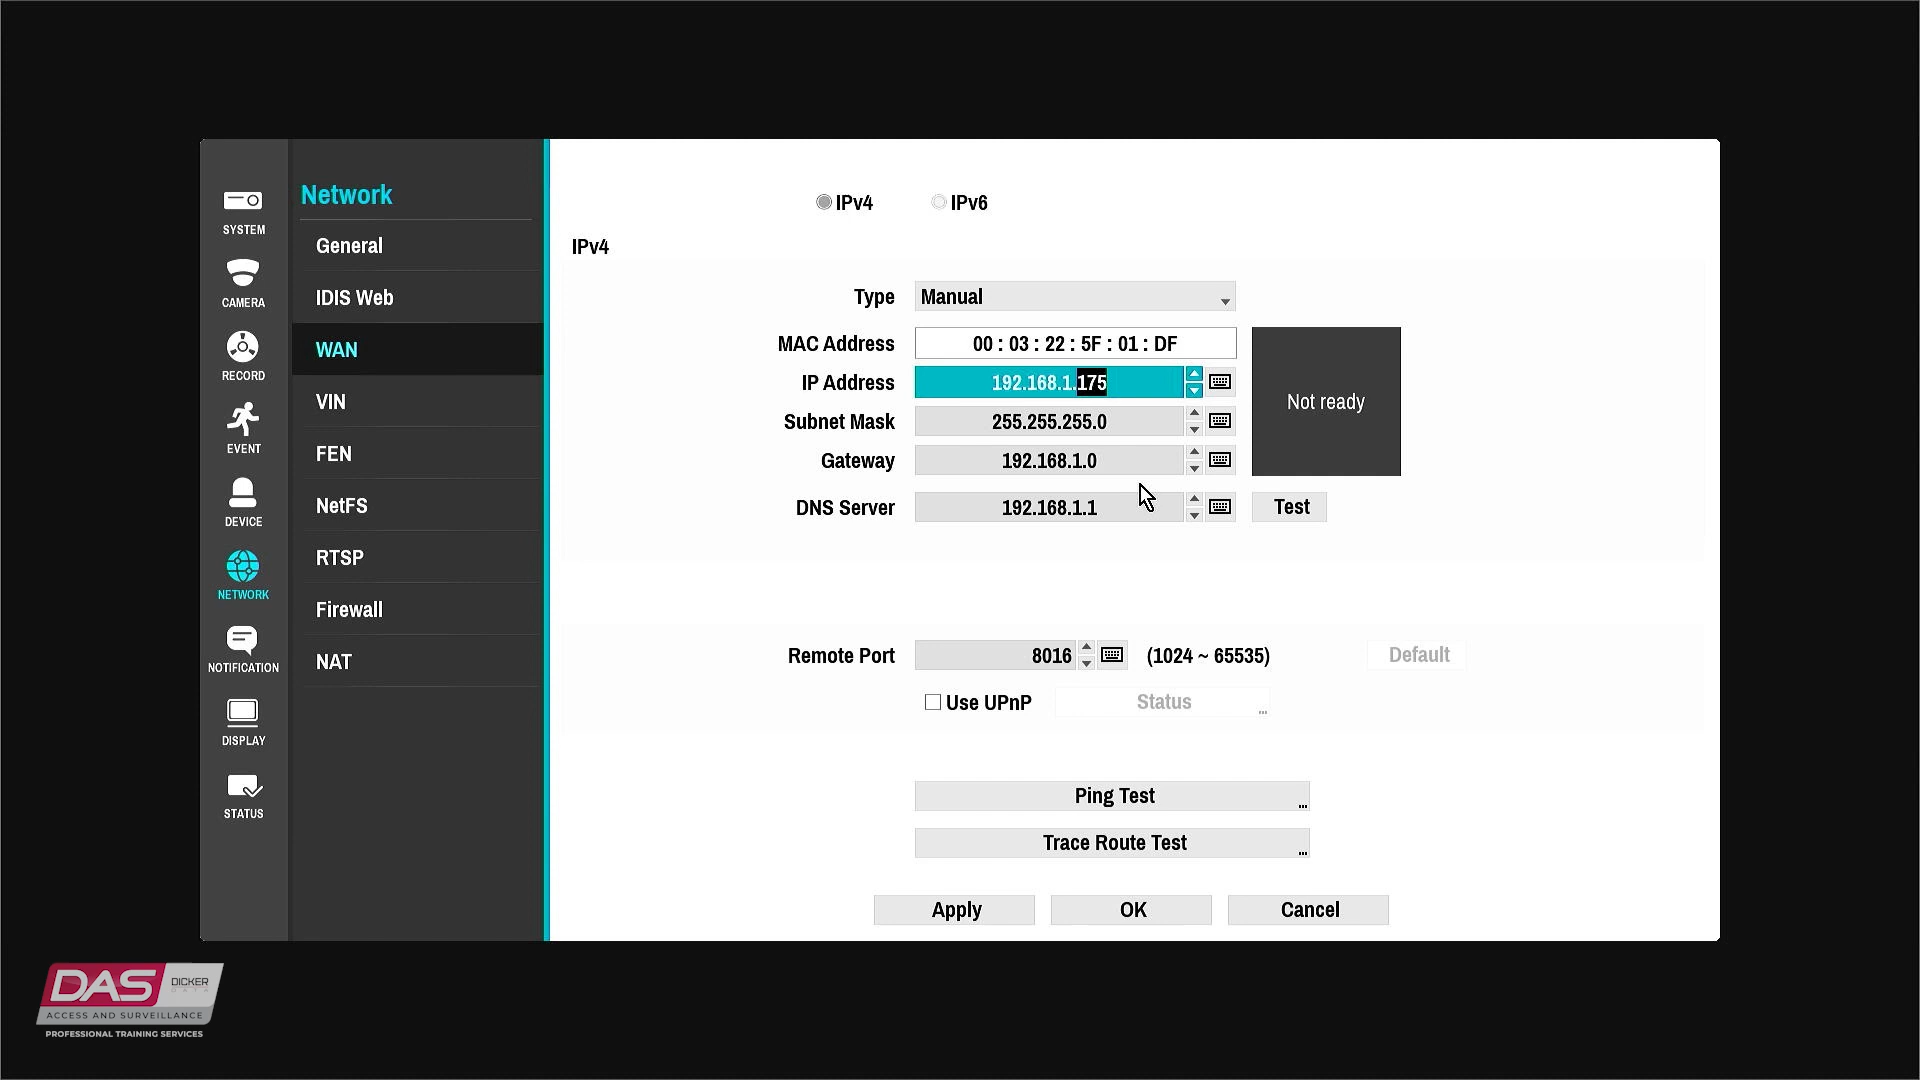 SYSTEM
CAMERA
RECORD
EVENT
DEVICE
NETWORK
NOTIFICATION
DISPLAY
STATUS
Network
General
IDIS Web
WAN
VIN
FEN
NetFS
RTSP
Firewall
NAT
IPv4 IPv6
IPv4
Type Manual
MAC Address 00 : 03 : 22 : 5F : 01 : DF
IP Address 192.168.1.175
Subnet Mask 255.255.255.0
Gateway 192.168.1.0
Not ready
DNS Server 192.168.1.1 Test
Remote Port 8016 (1024 ~ 65535) Default
Use UPnP Status ...
Ping Test ...
Trace Route Test ...
Apply OK Cancel
DAS DICKER
DATA
ACCESS AND SURVEILLANCE
PROFESSIONAL TRAINING SERVICES